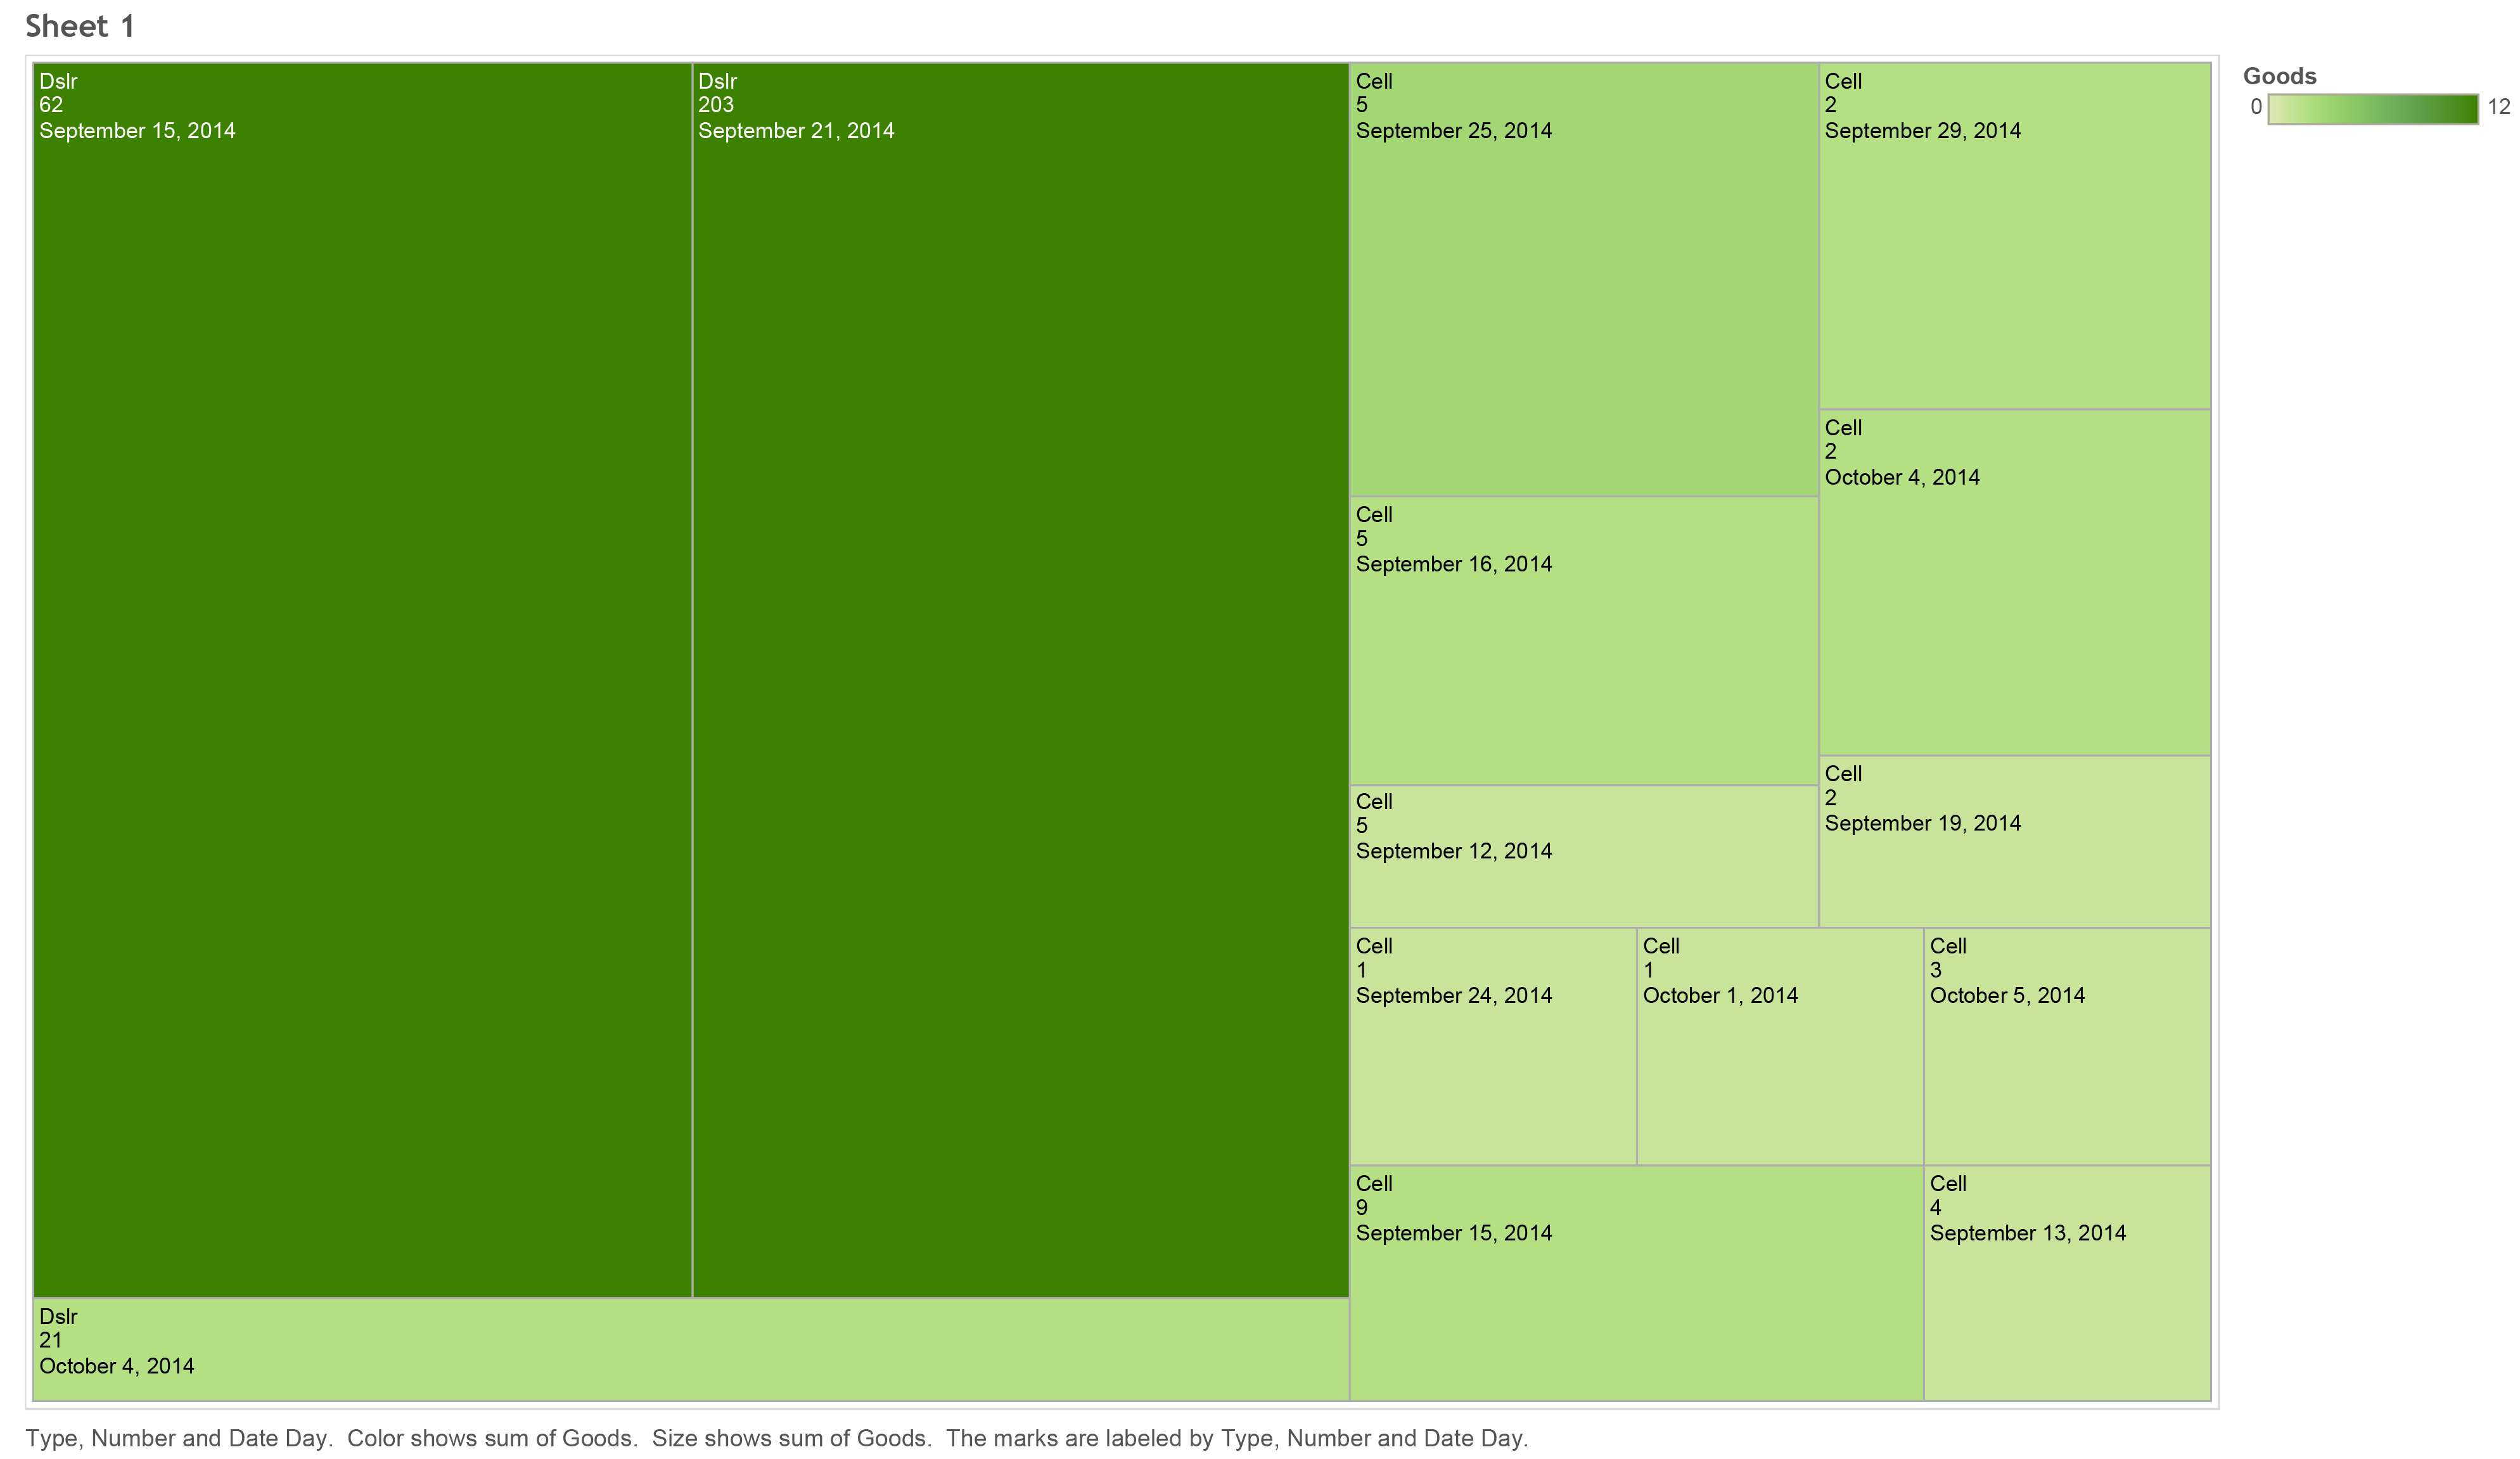 Sheet 1
Dslr
62
September 15, 2014
Dslr
203
September 21, 2014
Dslr
21
October 4, 2014
Cell
5
September 25, 2014
Cell
5
September 16, 2014
Cell
5
September 12, 2014
Cell
2
September 29, 2014
Cell
2
October 4, 2014
Cell
2
September 19, 2014
Cell
1
September 24, 2014
Cell
1
October 1, 2014
Cell
3
October 5, 2014
Cell
9
September 15, 2014
Cell
4
September 13, 2014
Goods
0 12
Type, Number and Date Day. Color shows sum of Goods. Size shows sum of Goods. The marks are labeled by Type, Number and Date Day.